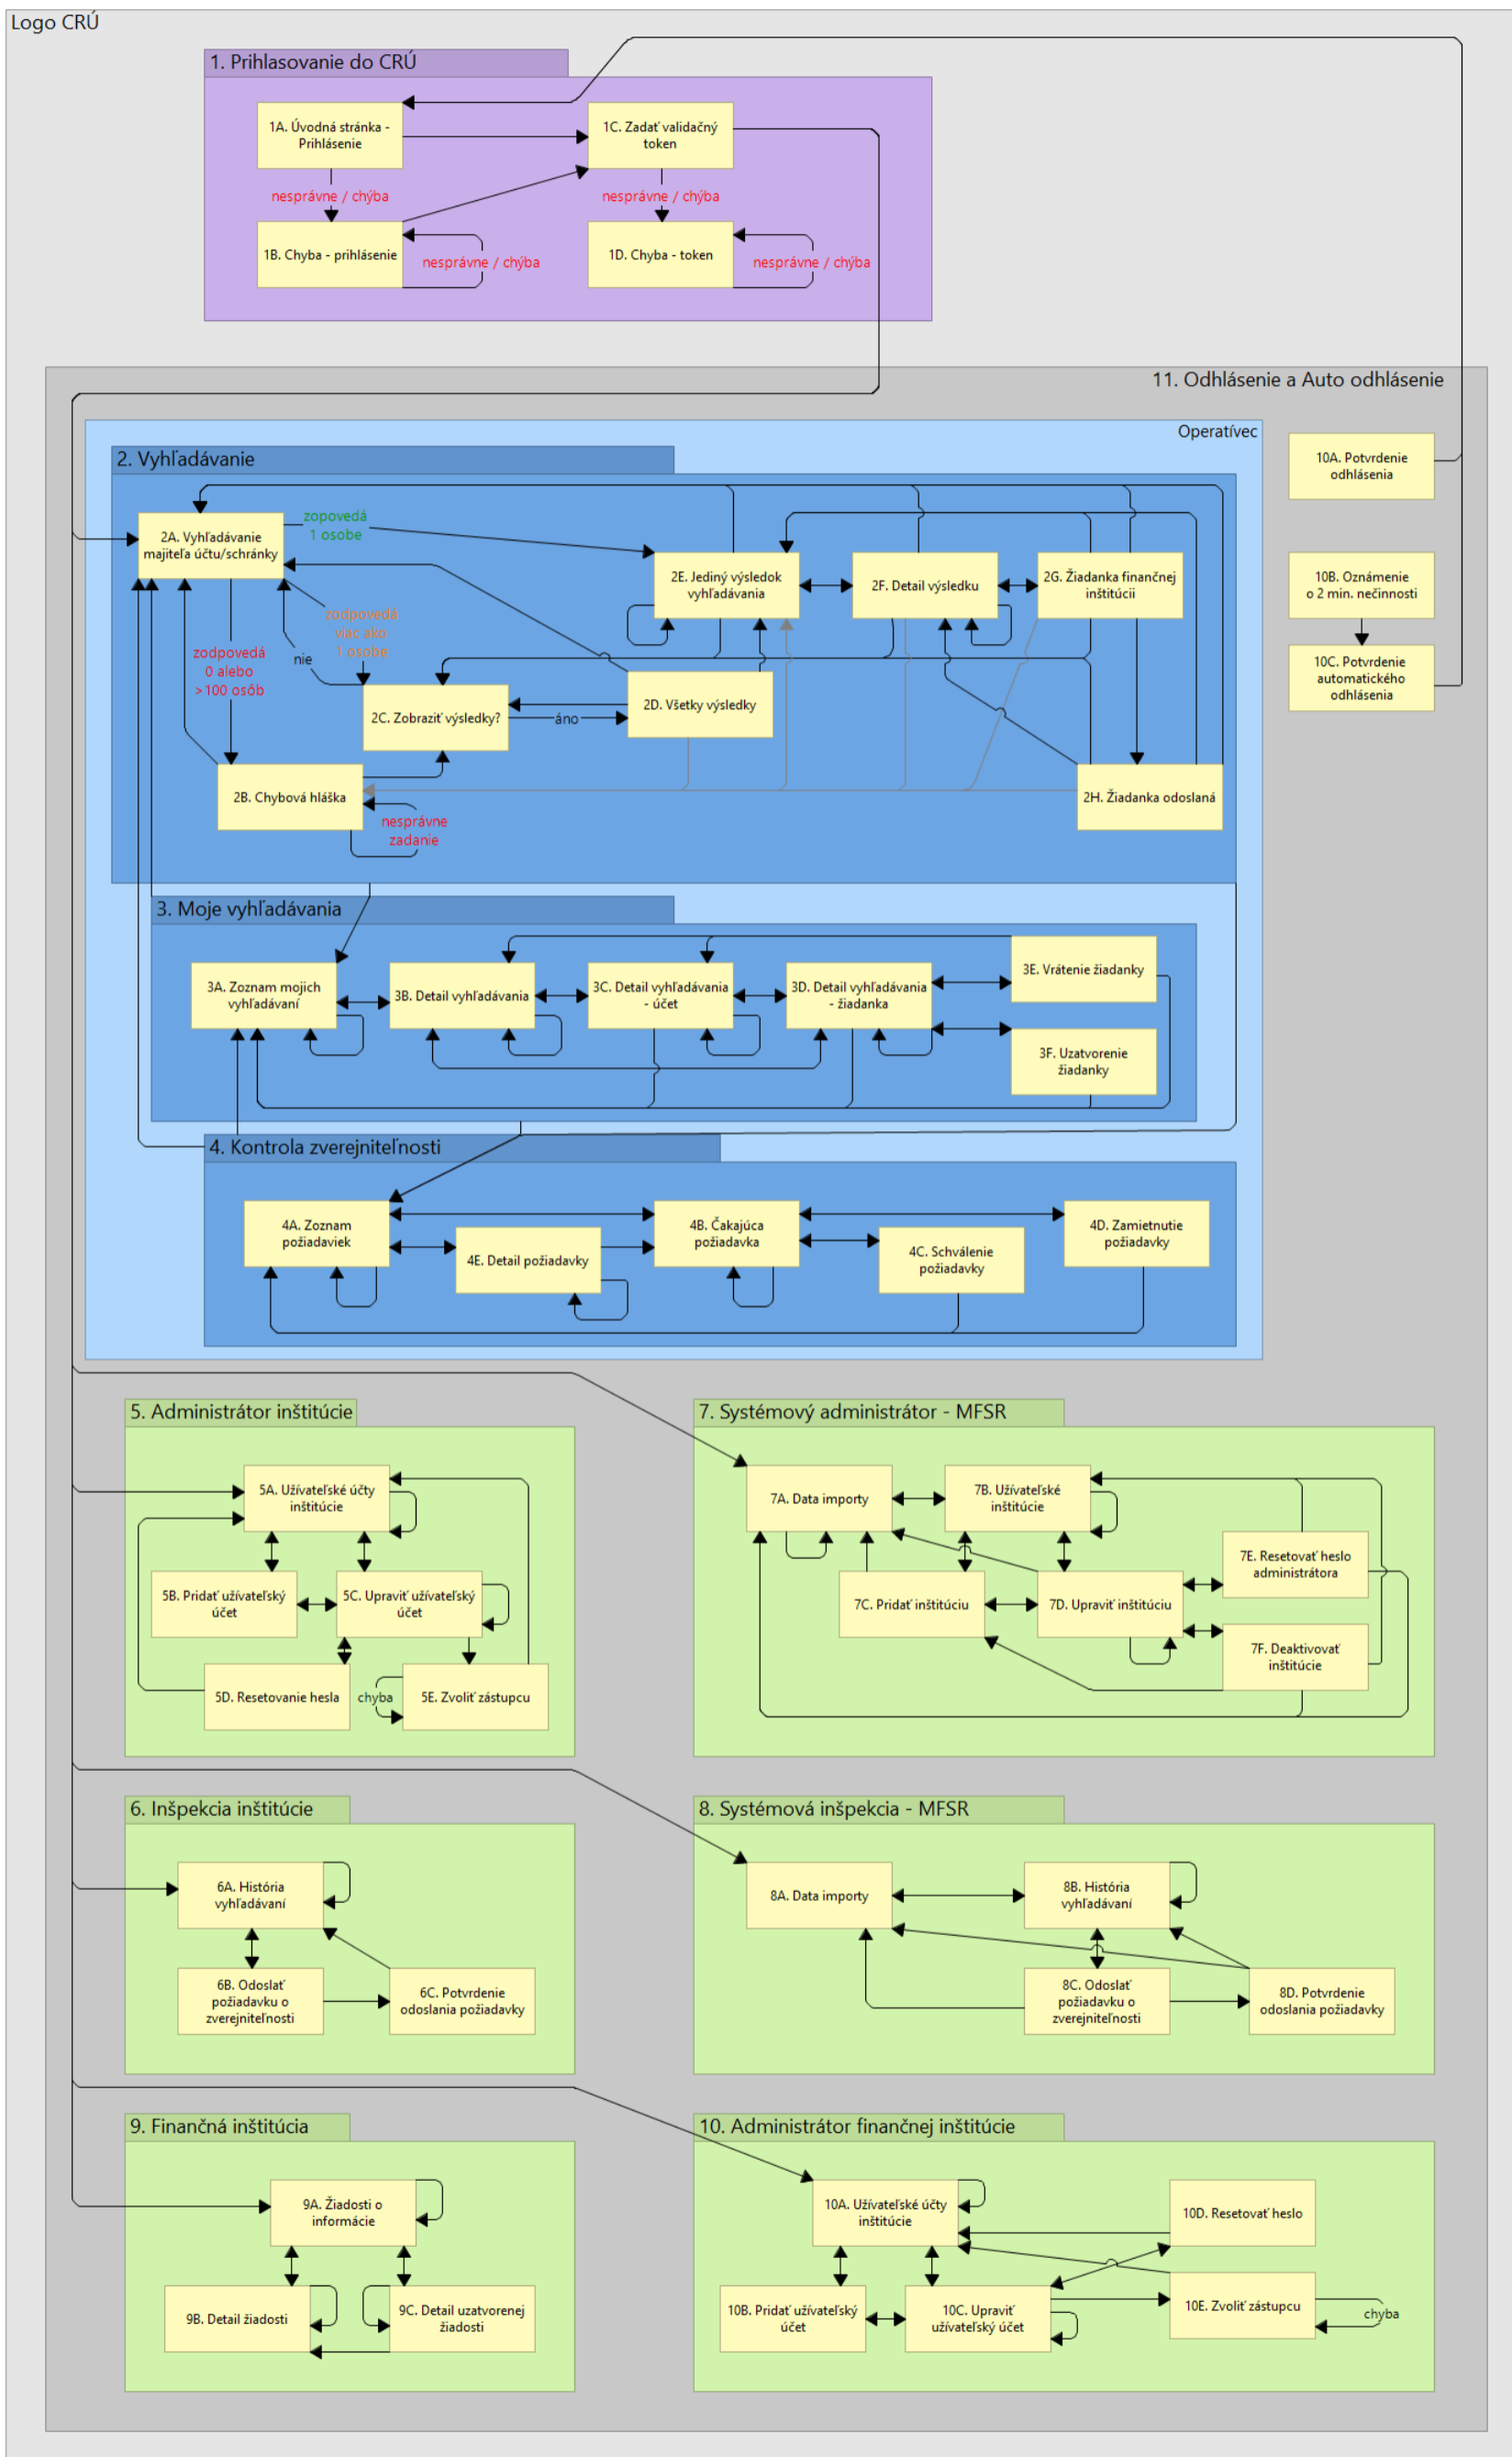 Logo CRÚ
1. Prihlasovanie do CRÚ
1A. Úvodná stránka -
Prihlásenie
1C. Zadať validačný
token
nesprávne / chýba
nesprávne / chýba
1B. Chyba - prihlásenie
nesprávne / chýba
1D. Chyba - token
nesprávne / chýba
11. Odhlásenie a Auto odhlásenie
Operatívec
2. Vyhľadávanie
10A. Potvrdenie
odhlásenia
2A. Vyhľadávanie
majiteľa účtu/schránky
zopovedá
1 osobe
2E. Jediný výsledok
vyhľadávania
2F. Detail výsledku
2G. Žiadanka finančnej
inštitúcii
10B. Oznámenie
o 2 min. nečinnosti
zodpovedá
viac ako
1 osobe
nie
zodpovedá
0 alebo
>100 osôb
10C. Potvrdenie
automatického
odhlásenia
2C. Zobraziť výsledky?
áno
2D. Všetky výsledky
2B. Chybová hláška
nesprávne
zadanie
2H. Žiadanka odoslaná
3. Moje vyhľadávania
3A. Zoznam mojich
vyhľadávaní
3B. Detail vyhľadávania
3C. Detail vyhľadávania
- účet
3D. Detail vyhľadávania
- žiadanka
3E. Vrátenie žiadanky
3F. Uzatvorenie
žiadanky
4. Kontrola zverejniteľnosti
4A. Zoznam
požiadaviek
4E. Detail požiadavky
4B. Čakajúca
požiadavka
4C. Schválenie
požiadavky
4D. Zamietnutie
požiadavky
5. Administrátor inštitúcie
5A. Užívateľské účty
inštitúcie
5B. Pridať užívateľský
účet
5C. Upraviť užívateľský
účet
5D. Resetovanie hesla
chyba
5E. Zvoliť zástupcu
7. Systémový administrátor - MFSR
7A. Data importy
7B. Užívateľské
inštitúcie
7C. Pridať inštitúciu
7D. Upraviť inštitúciu
7E. Resetovať heslo
administrátora
7F. Deaktivovať
inštitúcie
6. Inšpekcia inštitúcie
6A. História
vyhľadávaní
6B. Odoslať
požiadavku o
zverejniteľnosti
6C. Potvrdenie
odoslania požiadavky
8. Systémová inšpekcia - MFSR
8A. Data importy
8B. História
vyhľadávaní
8C. Odoslať
požiadavku o
zverejniteľnosti
8D. Potvrdenie
odoslania požiadavky
9. Finančná inštitúcia
9A. Žiadosti o
informácie
9B. Detail žiadosti
9C. Detail uzatvorenej
žiadosti
10. Administrátor finančnej inštitúcie
10A. Užívateľské účty
inštitúcie
10D. Resetovať heslo
10B. Pridať užívateľský
účet
10C. Upraviť
užívateľský účet
10E. Zvoliť zástupcu
chyba